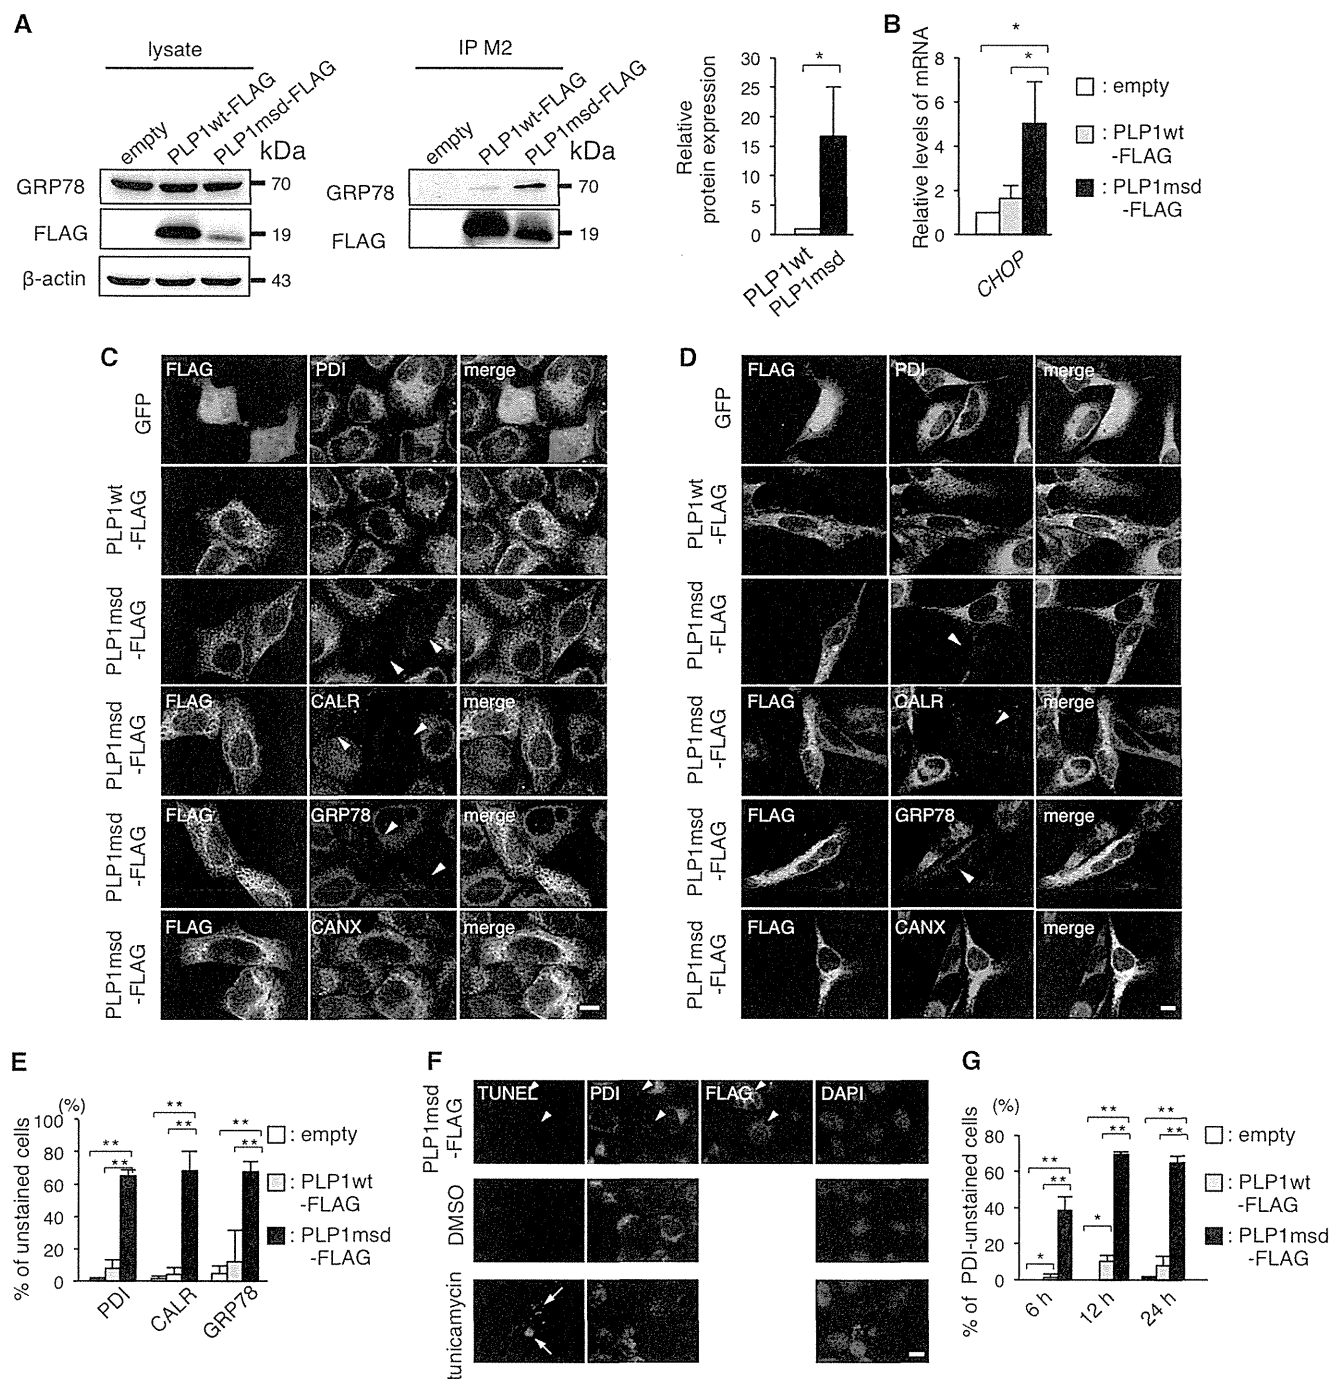 A
lysate
empty
PLP1wt-FLAG
PLP1msd-FLAG
kDa
GRP78
70
FLAG
19
β-actin
43
IP M2
empty
PLP1wt-FLAG
PLP1msd-FLAG
kDa
GRP78
70
FLAG
19
Relative
protein expression
30
25
20
15
10
5
0
*
PLP1wt
PLP1msd
B
Relative levels of mRNA
8
6
4
2
0
*
*
CHOP
: empty
: PLP1wt
-FLAG
: PLP1msd
-FLAG
C
GFP
FLAG
PDI
merge
PLP1wt
-FLAG
PLP1msd
-FLAG
PLP1msd
-FLAG
FLAG
CALR
merge
PLP1msd
-FLAG
FLAG
GRP78
merge
PLP1msd
-FLAG
FLAG
CANX
merge
D
GFP
FLAG
PDI
merge
PLP1wt
-FLAG
PLP1msd
-FLAG
PLP1msd
-FLAG
FLAG
CALR
merge
PLP1msd
-FLAG
FLAG
GRP78
merge
PLP1msd
-FLAG
FLAG
CANX
merge
E
% of unstained cells
(%)
100
80
60
40
20
0
**
**
**
**
**
**
PDI
CALR
GRP78
: empty
: PLP1wt
-FLAG
: PLP1msd
-FLAG
F
PLP1msd
-FLAG
TUNEL
PDI
FLAG
DAPI
DMSO
tunicamycin
G
% of PDI-unstained cells
(%)
80
60
40
20
0
**
**
*
**
**
*
**
**
6 h
12 h
24 h
: empty
: PLP1wt
-FLAG
: PLP1msd
-FLAG